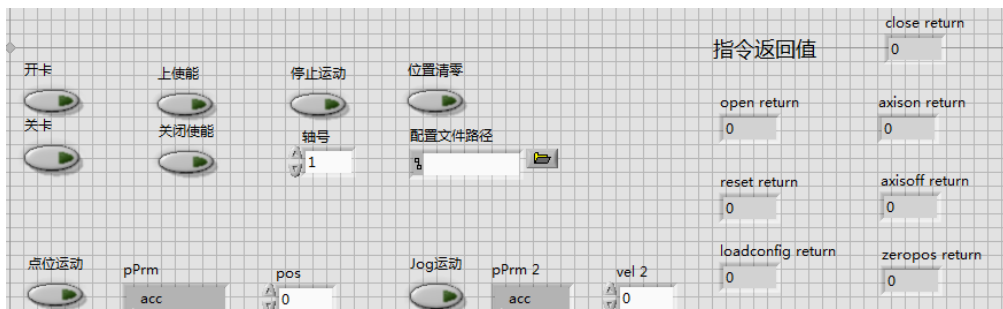 close return
指令返回值
0
开卡
上使能
停止运动
位置清零
open return
axison return
0
0
关卡
关闭使能
轴号
配置文件路径
1
reset return
axisoff return
0
0
loadconfig return
zeropos return
0
0
点位运动
pPrm
pos
Jog运动
pPrm 2
vel 2
acc
0
acc
0